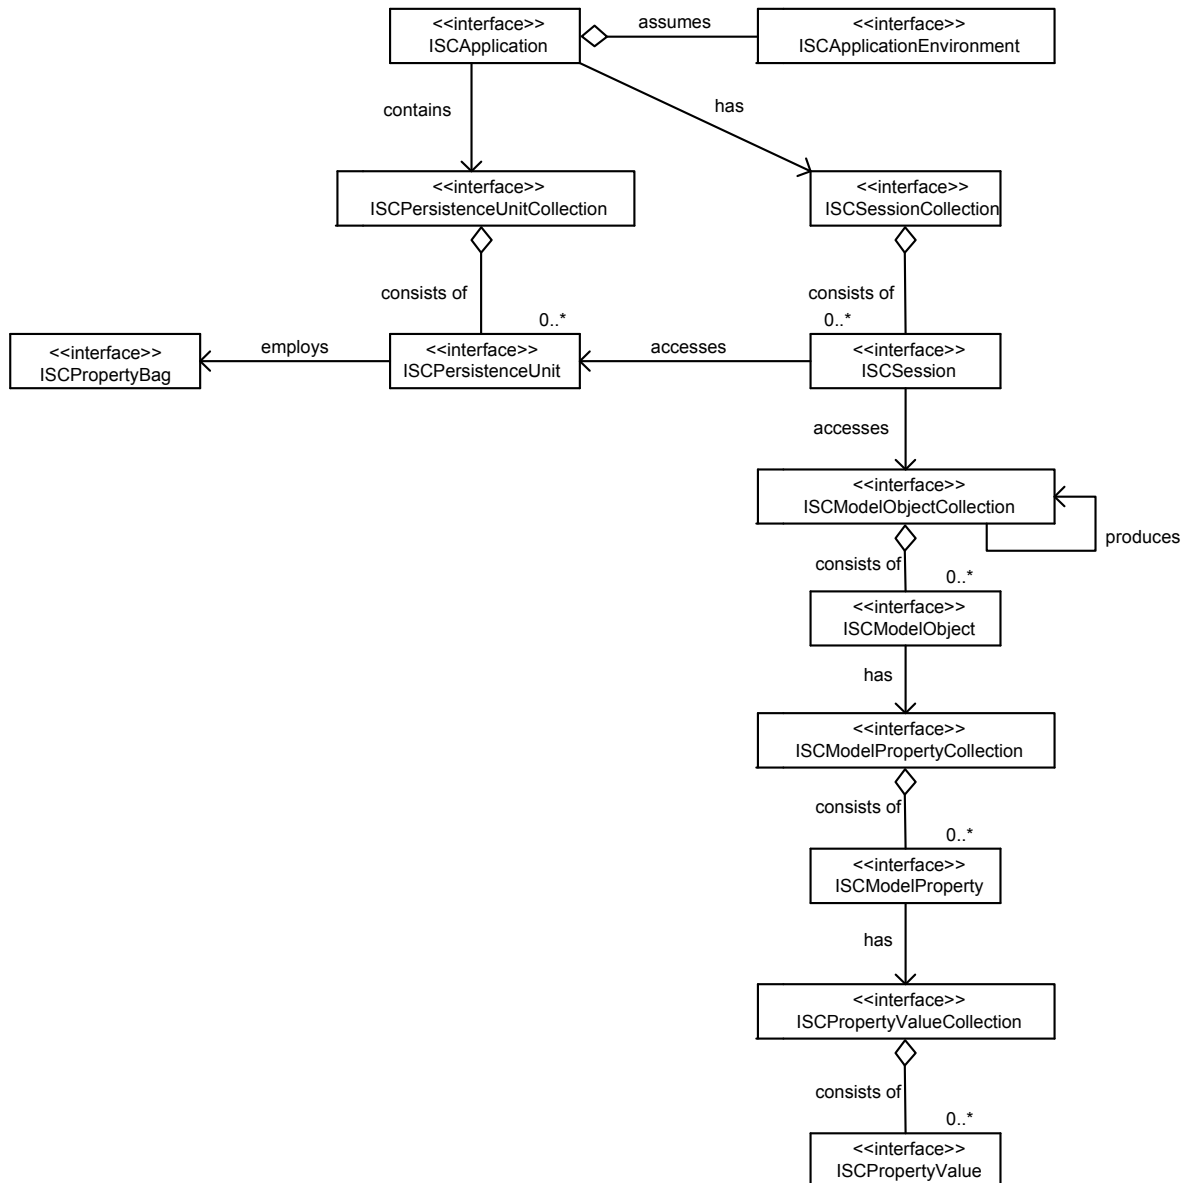 <<interface>>
ISCApplication
assumes
<<interface>>
ISCApplicationEnvironment
contains
has
<<interface>>
ISCPersistenceUnitCollection
<<interface>>
ISCSessionCollection
consists of
0..*
consists of
0..*
<<interface>>
ISCPropertyBag
employs
<<interface>>
ISCPersistenceUnit
accesses
<<interface>>
ISCSession
accesses
<<interface>>
ISCModelObjectCollection
produces
consists of
0..*
<<interface>>
ISCModelObject
has
<<interface>>
ISCModelPropertyCollection
consists of
0..*
<<interface>>
ISCModelProperty
has
<<interface>>
ISCPropertyValueCollection
consists of
0..*
<<interface>>
ISCPropertyValue